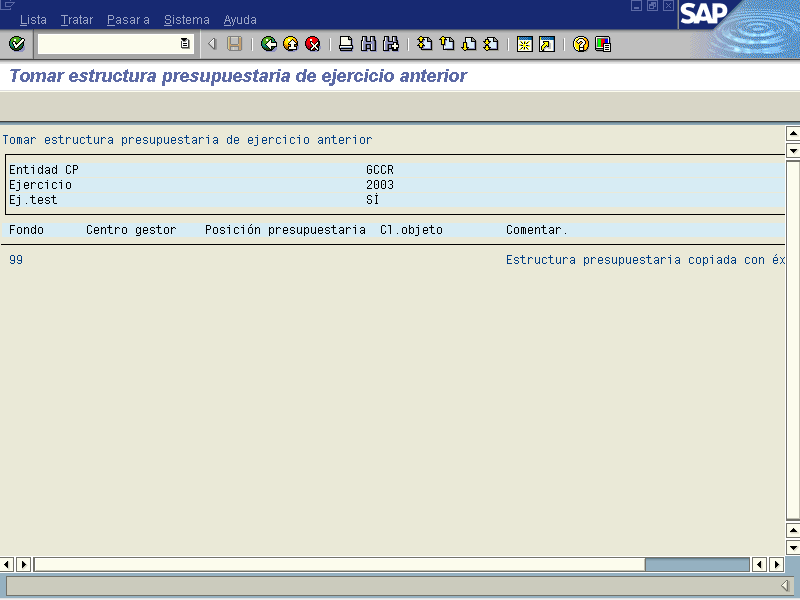 Lista Tratar Pasar a Sistema Ayuda
SAP
Tomar estructura presupuestaria de ejercicio anterior
Tomar estructura presupuestaria de ejercicio anterior
Entidad CP GCCR
Ejercicio 2003
Ej.test SÍ
Fondo Centro gestor Posición presupuestaria Cl.objeto Comentar.
99 Estructura presupuestaria copiada con éx